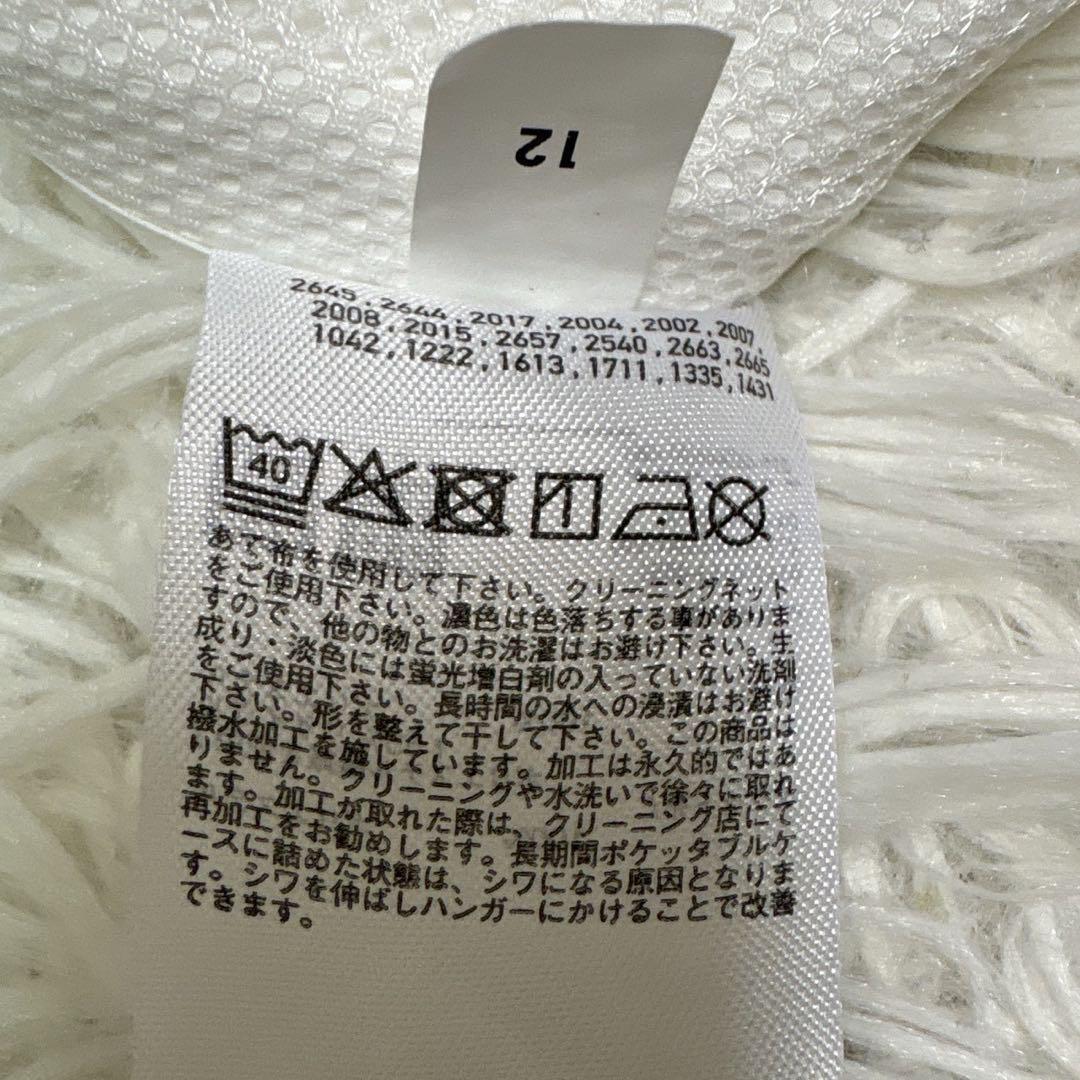 12
2645,2644,2017,2004,2002,2007,
2008,2015,2657,2540,2663,2665
1042,1222,1613,1711,1335,1431
40
あて布を使用して下さい。クリーニングネット
をご使用下さい。濃色は色落ちする事がありま
すので、他の物とのお洗濯はお避け下さい。生
成り・淡色には蛍光増白剤の入っていない洗剤
をご使用下さい。長時間の水への浸漬はお避け
下さい。形を整えて干して下さい。この商品は
撥水加工を施しています。加工は永久的ではあ
りません。クリーニングや水洗いで徐々に取れ
ます。加工が取れた際は、クリーニング店にて
再加工をお勧めします。長期間ポケッタブルケ
ースに詰めた状態は、シワになる原因となりま
す。シワを伸ばしハンガーにかけることで改善
できます。